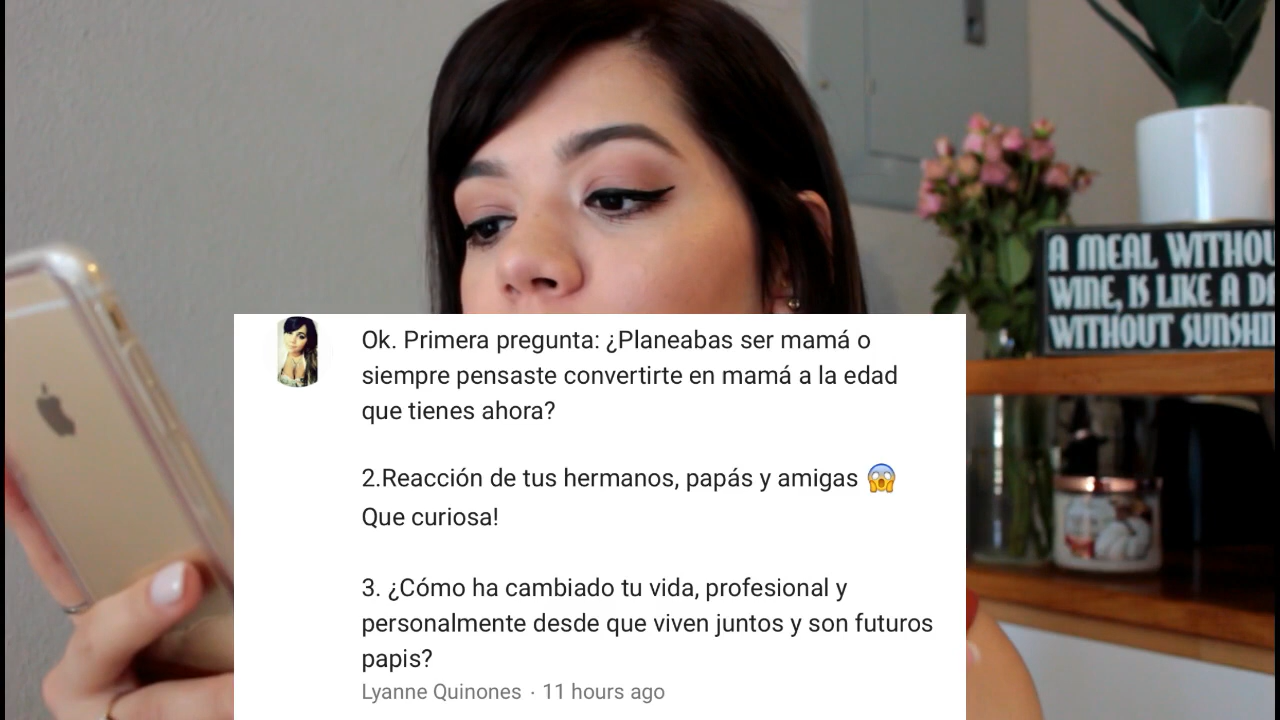 A MEAL WITHOU
WINE, IS LIKE A DA
WITHOUT SUNSHI
Ok. Primera pregunta: ¿Planeabas ser mamá o
siempre pensaste convertirte en mamá a la edad
que tienes ahora?
2.Reacción de tus hermanos, papás y amigas 😱
Que curiosa!
3. ¿Cómo ha cambiado tu vida, profesional y
personalmente desde que viven juntos y son futuros
papis?
Lyanne Quinones · 11 hours ago